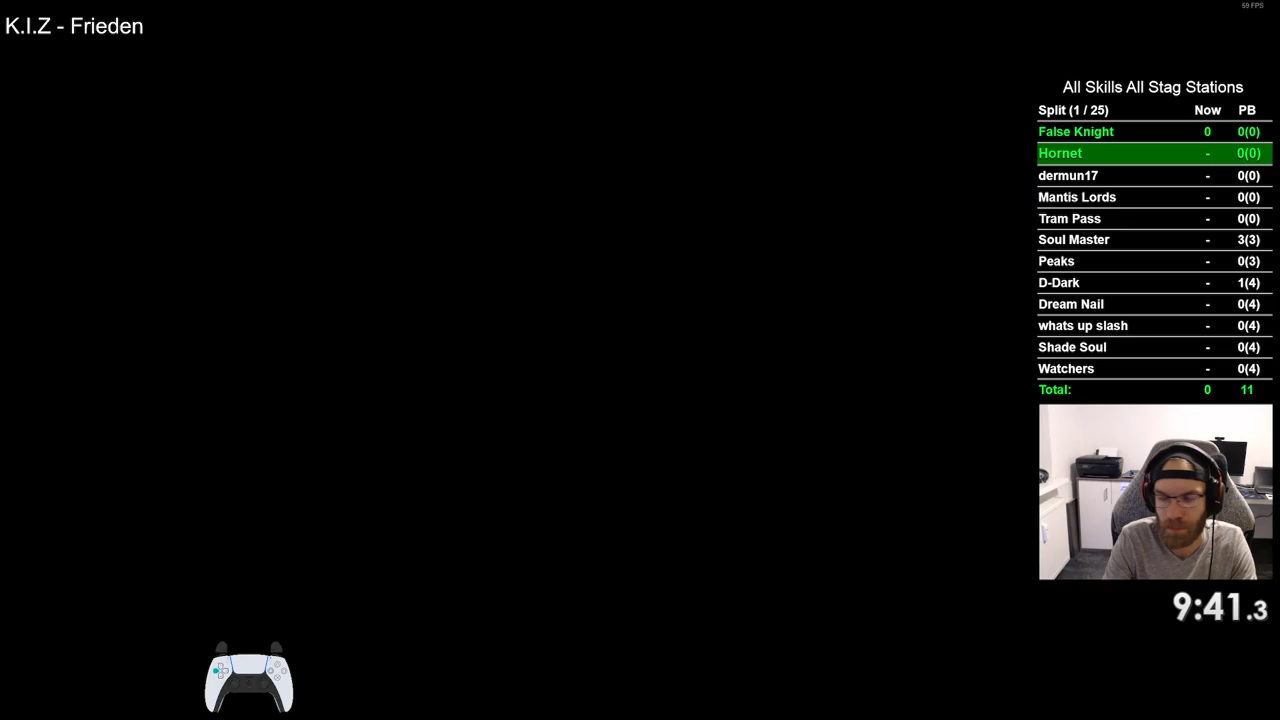 59 FPS
K.I.Z - Frieden
All Skills All Stag Stations
Split (1 / 25) Now PB
False Knight 0 0(0)
Hornet - 0(0)
dermun17 - 0(0)
Mantis Lords - 0(0)
Tram Pass - 0(0)
Soul Master - 3(3)
Peaks - 0(3)
D-Dark - 1(4)
Dream Nail - 0(4)
whats up slash - 0(4)
Shade Soul - 0(4)
Watchers - 0(4)
Total: 0 11
9:41.3